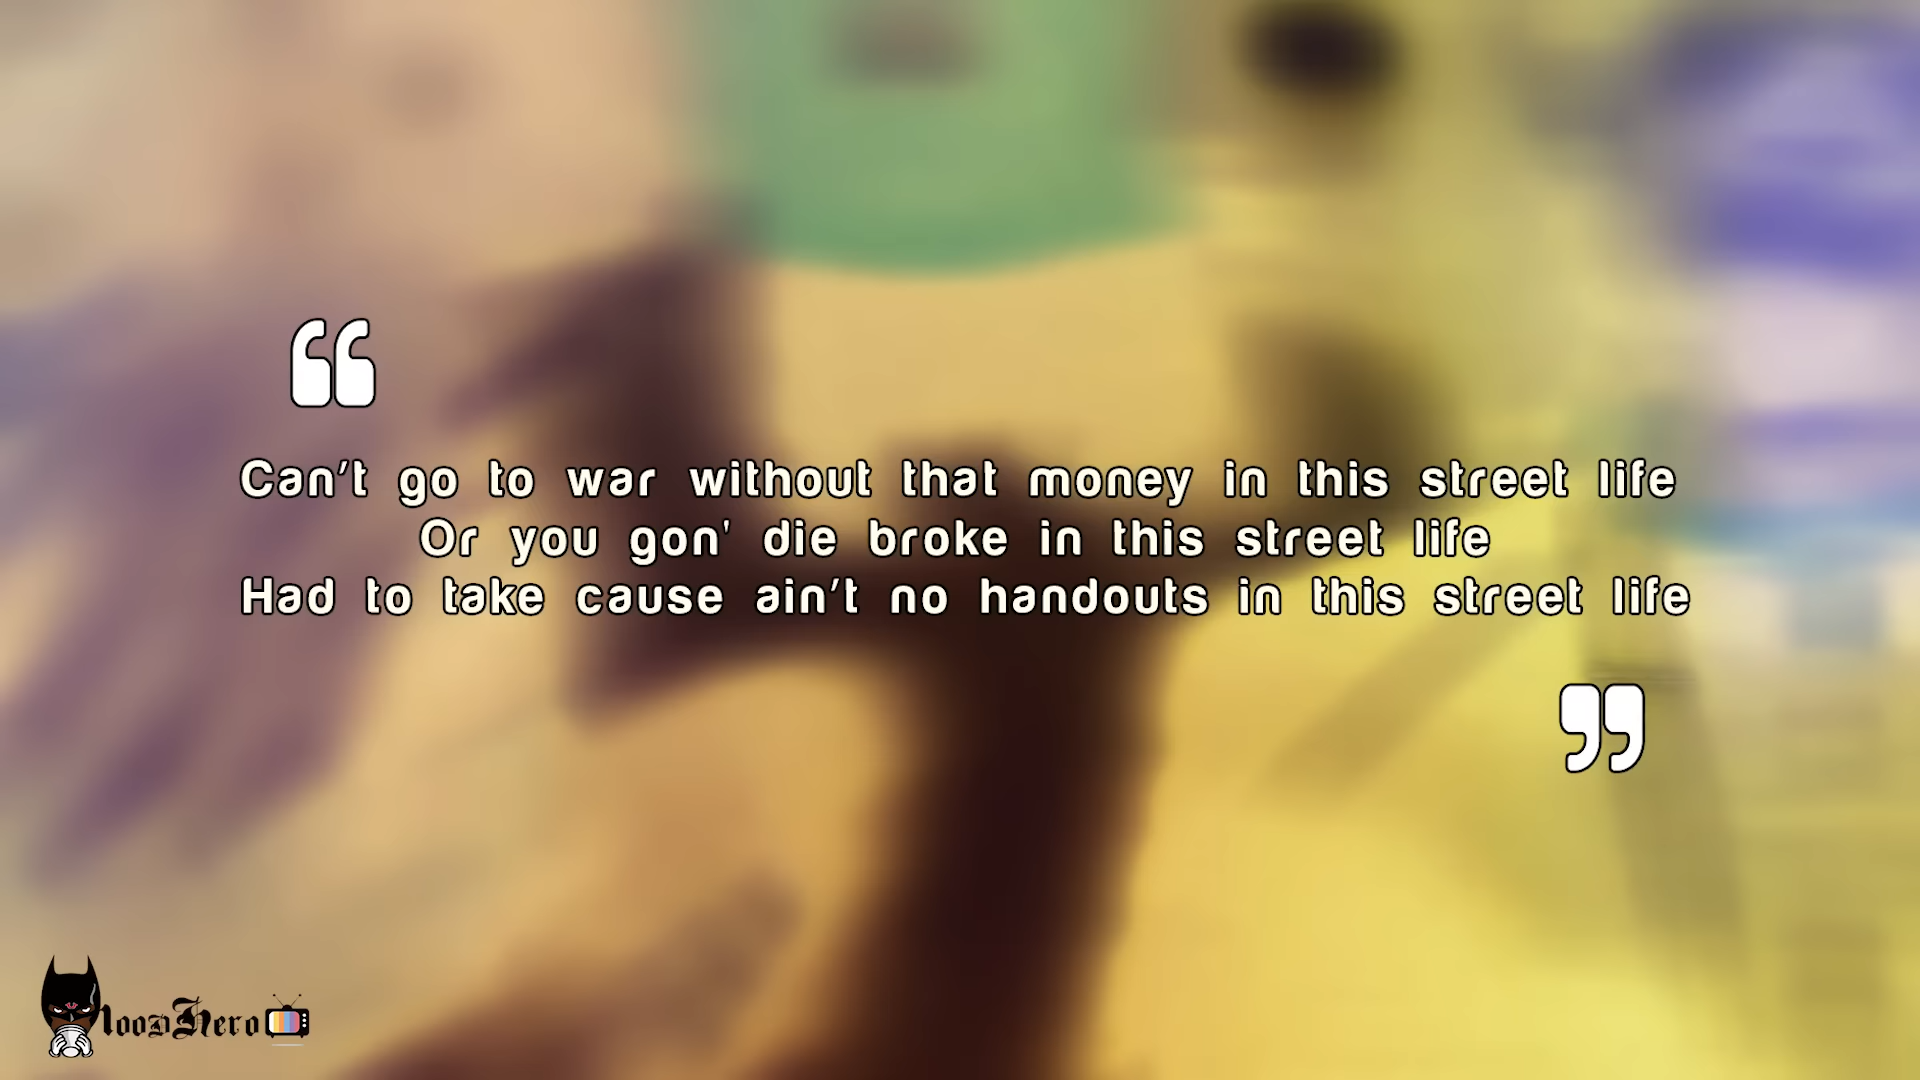 “
Can’t go to war without that money in this street life
Or you gon' die broke in this street life
Had to take cause ain’t no handouts in this street life
”